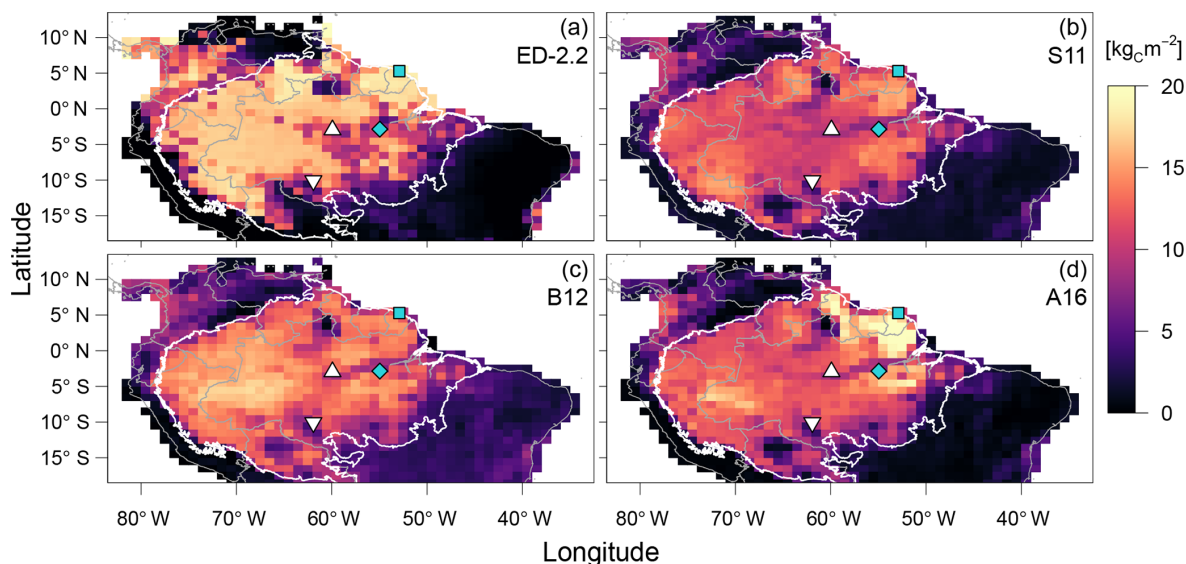 (a)
ED-2.2
(b)
S11
[kg_C m⁻²]
10° N
5° N
0° N
5° S
10° S
15° S
20
15
10
5
0
(c)
B12
(d)
A16
10° N
5° N
0° N
5° S
10° S
15° S
80° W
70° W
60° W
50° W
40° W
80° W
70° W
60° W
50° W
40° W
Latitude
Longitude